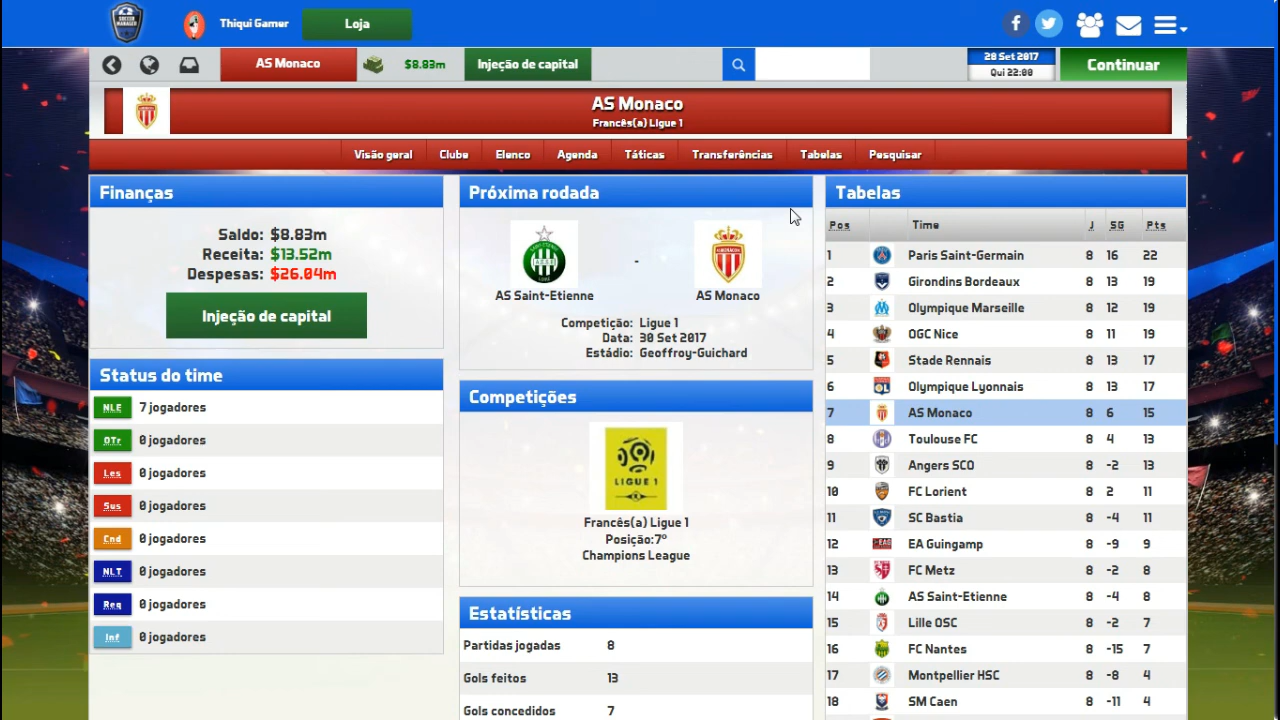 SOCCER MANAGER
Thiqui Gamer
Loja
AS Monaco
$8.83m
Injeção de capital
28 Set 2017
Qui 22:00
Continuar
AS Monaco
Francês(a) Ligue 1
Visão geral
Clube
Elenco
Agenda
Táticas
Transferências
Tabelas
Pesquisar
Finanças
Saldo: $8.83m
Receita: $13.52m
Despesas: $26.04m
Injeção de capital
Status do time
NLE 7 jogadores
OTr 0 jogadores
Les 0 jogadores
Sus 0 jogadores
Cnd 0 jogadores
NLT 0 jogadores
Req 0 jogadores
Inf 0 jogadores
Próxima rodada
AS Saint-Etienne - AS Monaco
Competição: Ligue 1
Data: 30 Set 2017
Estádio: Geoffroy-Guichard
Competições
LIGUE 1
Francês(a) Ligue 1
Posição:7º
Champions League
Estatísticas
Partidas jogadas 8
Gols feitos 13
Gols concedidos 7
Tabelas
Pos Time J SG Pts
1 Paris Saint-Germain 8 16 22
2 Girondins Bordeaux 8 13 19
3 Olympique Marseille 8 12 19
4 OGC Nice 8 11 19
5 Stade Rennais 8 13 17
6 Olympique Lyonnais 8 13 17
7 AS Monaco 8 6 15
8 Toulouse FC 8 4 13
9 Angers SCO 8 -2 13
10 FC Lorient 8 2 11
11 SC Bastia 8 -4 11
12 EA Guingamp 8 -9 9
13 FC Metz 8 -2 8
14 AS Saint-Etienne 8 -4 8
15 Lille OSC 8 -2 7
16 FC Nantes 8 -15 7
17 Montpellier HSC 8 -8 4
18 SM Caen 8 -11 4